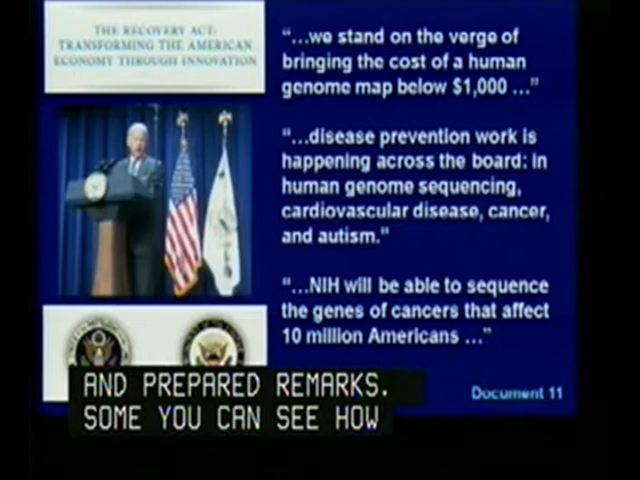 THE RECOVERY ACT:
TRANSFORMING THE AMERICAN
ECONOMY THROUGH INNOVATION
“...we stand on the verge of
bringing the cost of a human
genome map below $1,000 ...”
“...disease prevention work is
happening across the board: in
human genome sequencing,
cardiovascular disease, cancer,
and autism."
“...NIH will be able to sequence
the genes of cancers that affect
10 million Americans ...”
Document 11
AND PREPARED REMARKS.
SOME YOU CAN SEE HOW